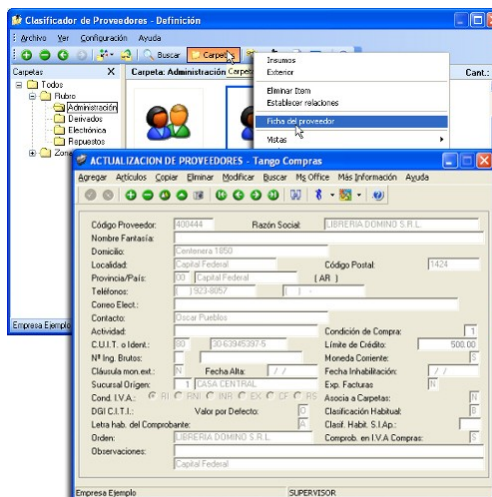 Clasificador de Proveedores - Definición
Archivo Ver Configuración Ayuda
Buscar Carpetas
Carpetas X Carpeta: Administración Cant.:
Todos
Rubro
Administración
Derivados
Electrónica
Repuestos
Insumos
Exterior
Eliminar Item
Establecer relaciones
Ficha del proveedor
Vistas
ACTUALIZACION DE PROVEEDORES - Tango Compras
Agregar Artículos Copiar Eliminar Modificar Buscar Ms Office Más Información Ayuda
Código Proveedor: 400444 Razón Social: LIBRERIA DOMINO S.R.L.
Nombre Fantasía:
Domicilio: Centenera 1850
Localidad: Capital Federal Código Postal: 1424
Provincia/País: 00 Capital Federal ( AR )
Teléfonos: ( ) 923-8057 ( ) -
Correo Elect.:
Contacto: Oscar Pueblos
Actividad: Condición de Compra: 1
C.U.I.T. o Ident.: 80 30-63945397-5 Límite de Crédito: 500.00
Nº Ing. Brutos: Moneda Corriente: S
Cláusula mon.ext.: N Fecha Alta: / / Fecha Inhabilitación: / /
Sucursal Origen: 1 CASA CENTRAL Exp. Facturas N
Cond. I.V.A.: RI RNI INR EX CF RS Asocia a Carpetas: N
DGI C.I.T.I.: Valor por Defecto: 0 Clasificación Habitual: B
Letra hab. del Comprobante: A Clasif. Habit. S.I.Ap.:
Orden: LIBRERIA DOMINO S.R.L. Comprob. en I.V.A Compras: S
Observaciones:
Capital Federal
Empresa Ejemplo SUPERVISOR